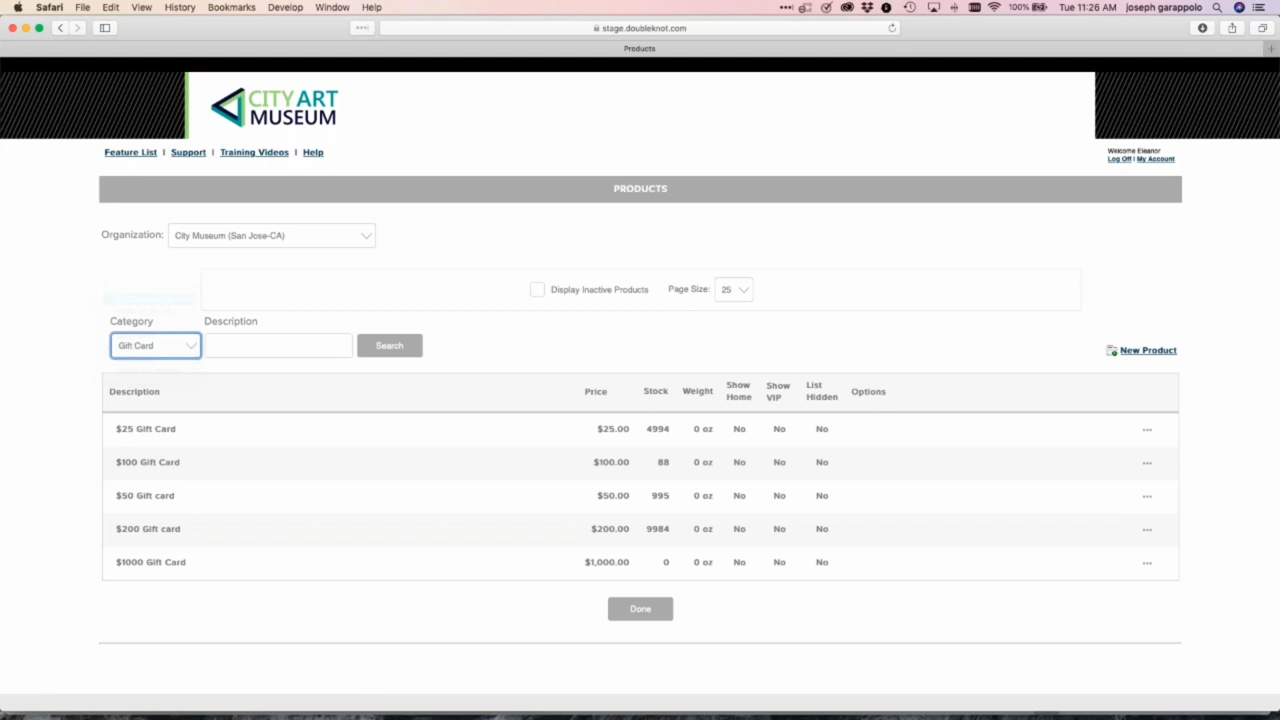 Safari File Edit View History Bookmarks Develop Window Help 100% Tue 11:26 AM joseph garappolo
stage.doubleknot.com
Products
CITY ART
MUSEUM
Feature List | Support | Training Videos | Help
Welcome Eleanor
Log Off | My Account
PRODUCTS
Organization: City Museum (San Jose-CA)
Display Inactive Products Page Size: 25
Category Description
Gift Card Search
New Product
Description Price Stock Weight Show Home Show VIP List Hidden Options
$25 Gift Card $25.00 4994 0 oz No No No ...
$100 Gift Card $100.00 88 0 oz No No No ...
$50 Gift card $50.00 995 0 oz No No No ...
$200 Gift card $200.00 9984 0 oz No No No ...
$1000 Gift Card $1,000.00 0 0 oz No No No ...
Done